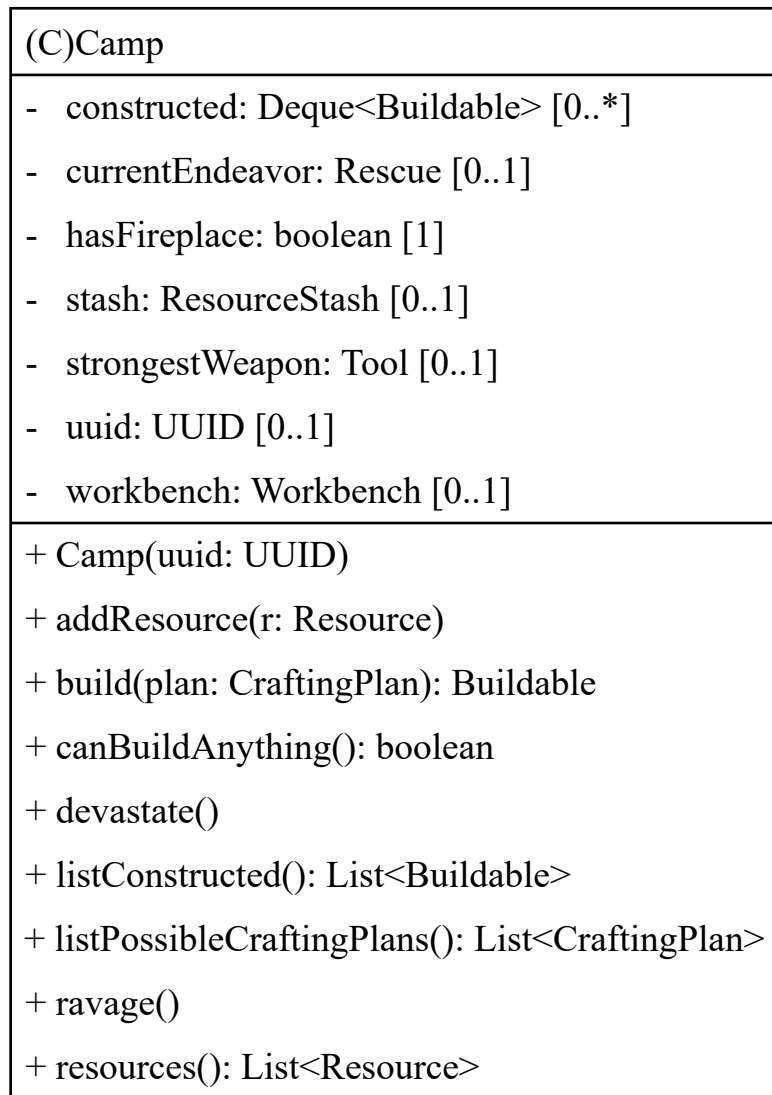 (C)Camp
- constructed: Deque<Buildable> [0..*]
- currentEndeavor: Rescue [0..1]
- hasFireplace: boolean [1]
- stash: ResourceStash [0..1]
- strongestWeapon: Tool [0..1]
- uuid: UUID [0..1]
- workbench: Workbench [0..1]
+ Camp(uuid: UUID)
+ addResource(r: Resource)
+ build(plan: CraftingPlan): Buildable
+ canBuildAnything(): boolean
+ devastate()
+ listConstructed(): List<Buildable>
+ listPossibleCraftingPlans(): List<CraftingPlan>
+ ravage()
+ resources(): List<Resource>